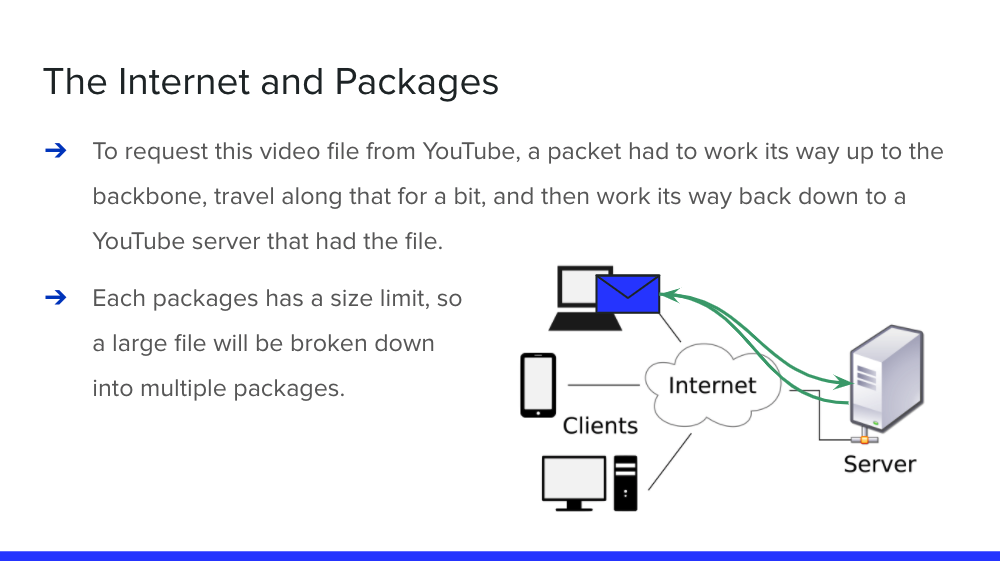 The Internet and Packages
➔ To request this video file from YouTube, a packet had to work its way up to the
backbone, travel along that for a bit, and then work its way back down to a
YouTube server that had the file.
➔ Each packages has a size limit, so
a large file will be broken down
into multiple packages.
Internet
Clients
Server